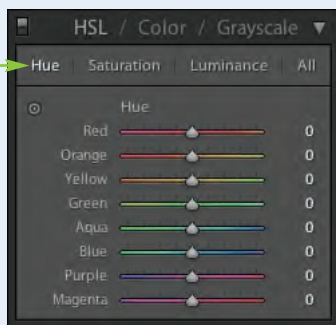 HSL / Color / Grayscale
Hue | Saturation | Luminance | All
Hue
Red 0
Orange 0
Yellow 0
Green 0
Aqua 0
Blue 0
Purple 0
Magenta 0